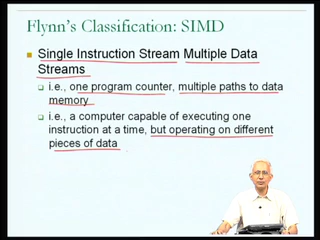 Flynn's Classification: SIMD
Single Instruction Stream Multiple Data
Streams
i.e., one program counter, multiple paths to data
memory
i.e., a computer capable of executing one
instruction at a time, but operating on different
pieces of data